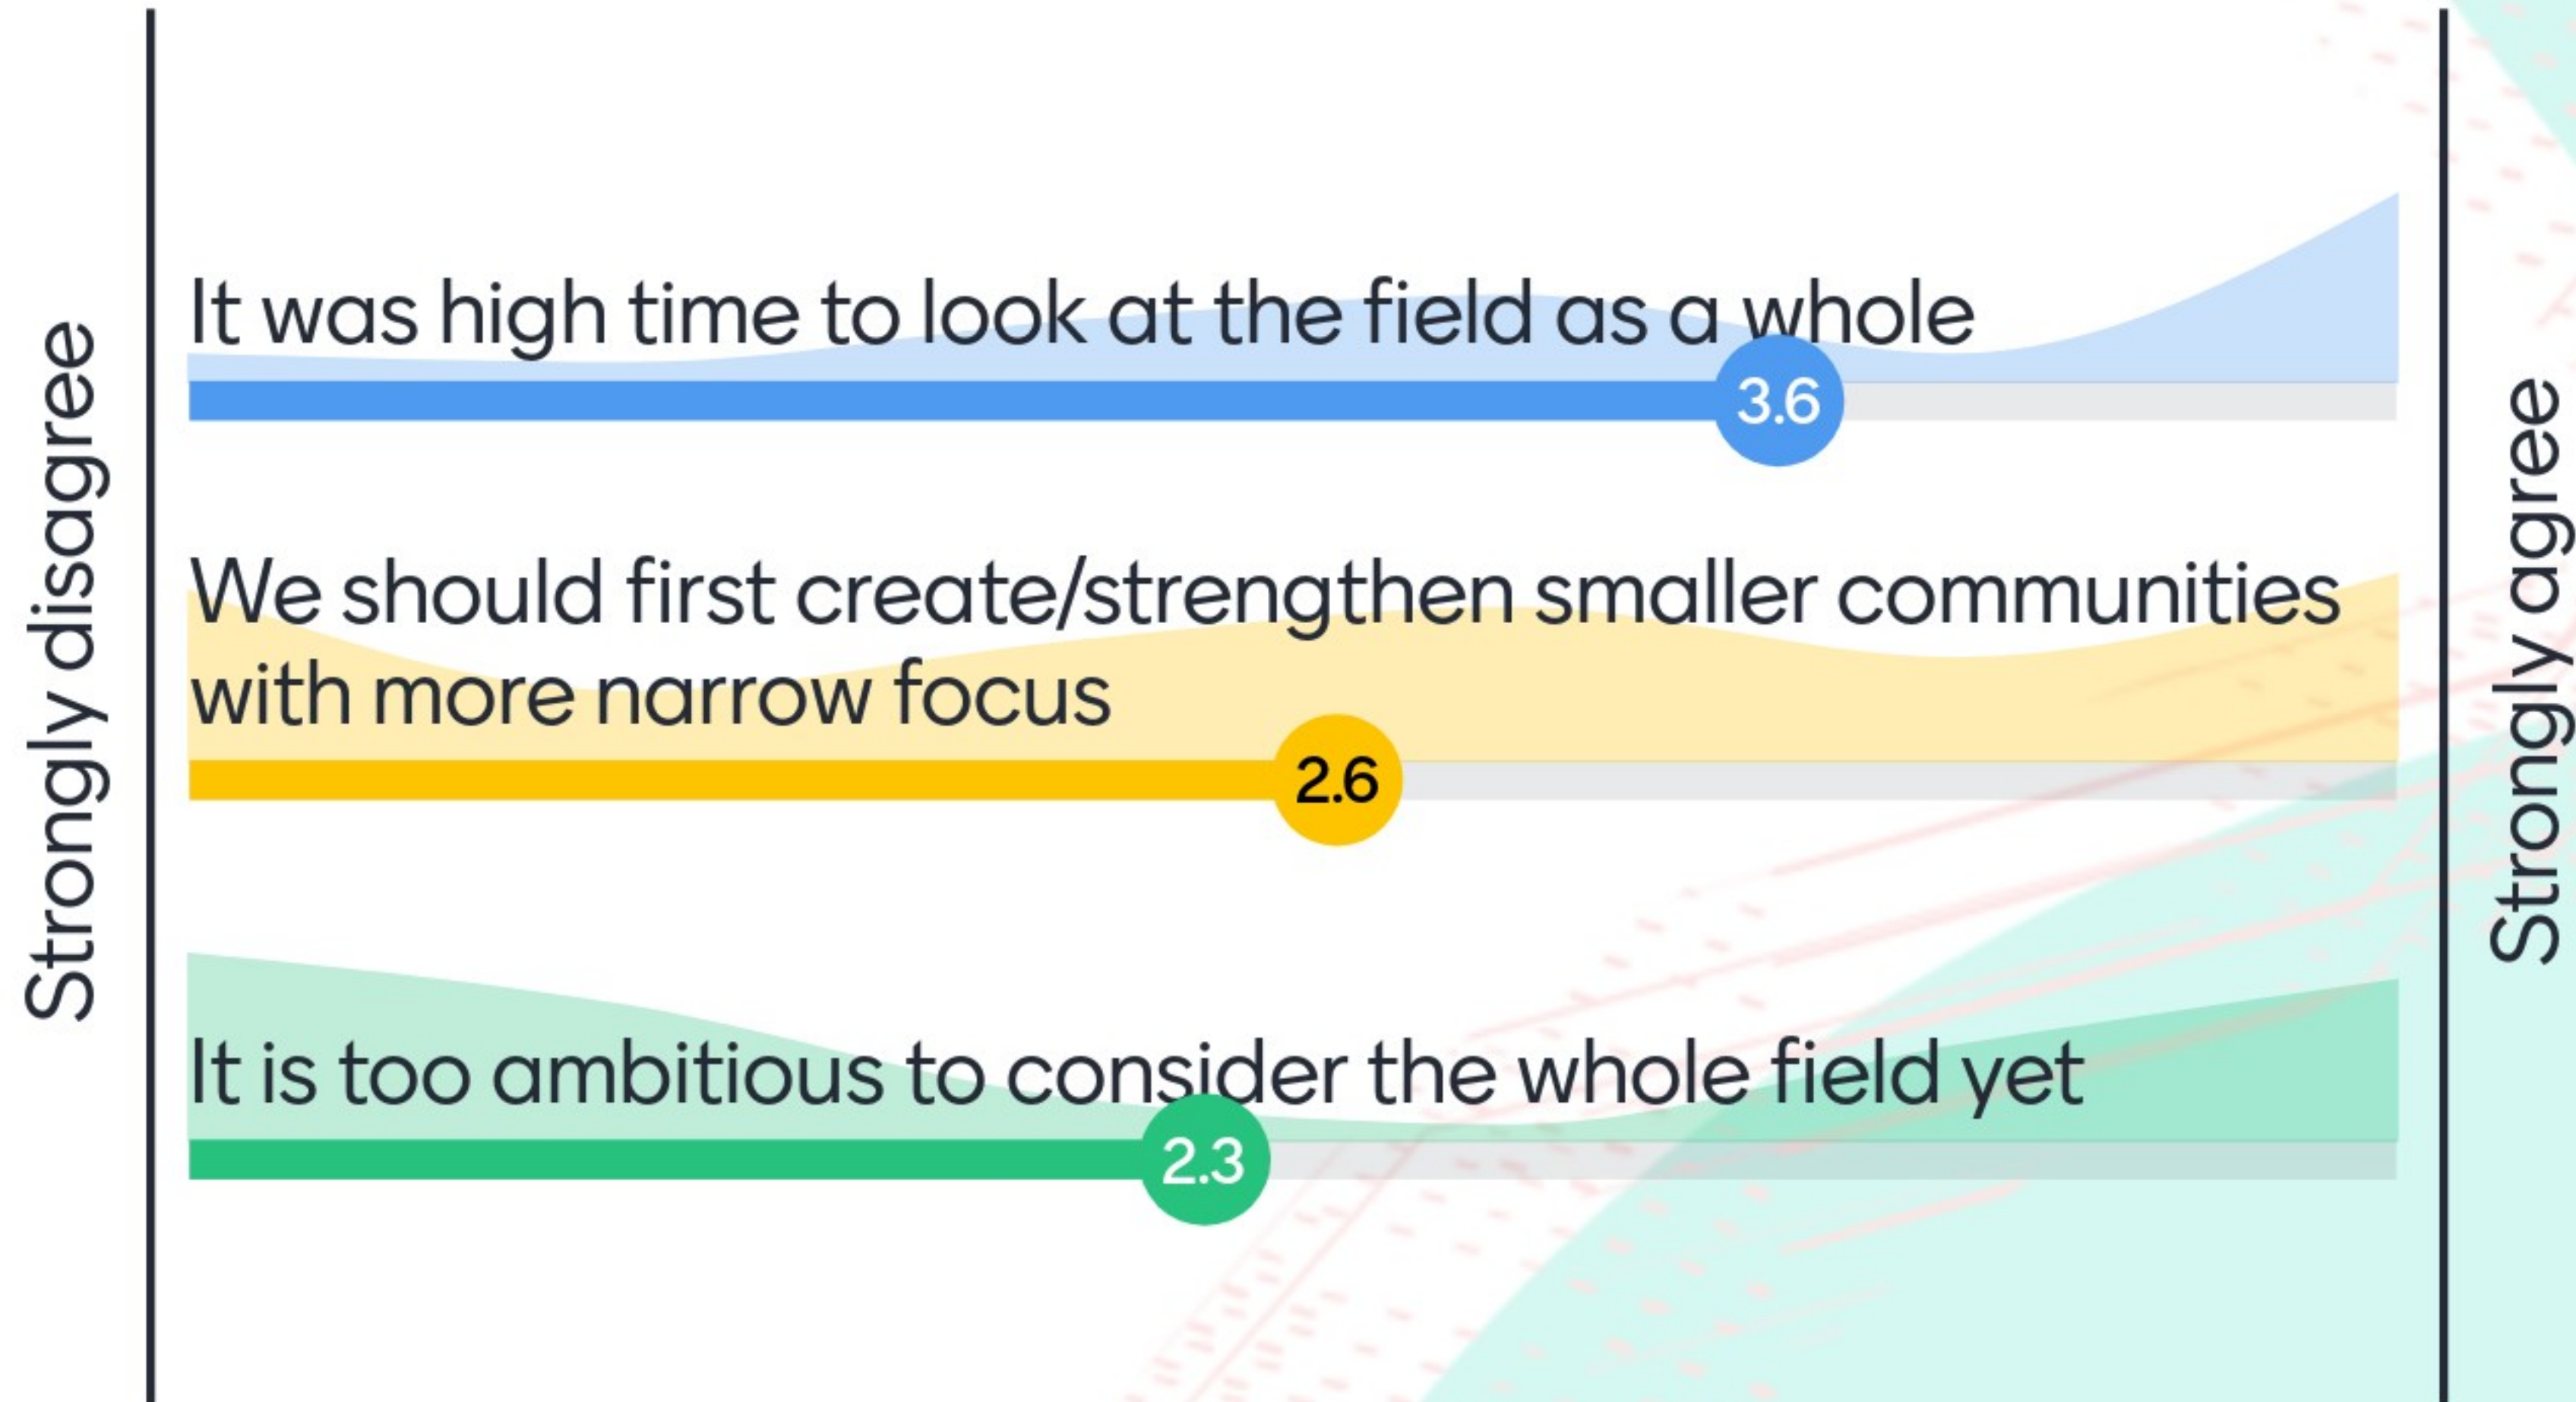 Strongly disagree
It was high time to look at the field as a whole
3.6
We should first create/strengthen smaller communities
with more narrow focus
2.6
It is too ambitious to consider the whole field yet
2.3
Strongly agree